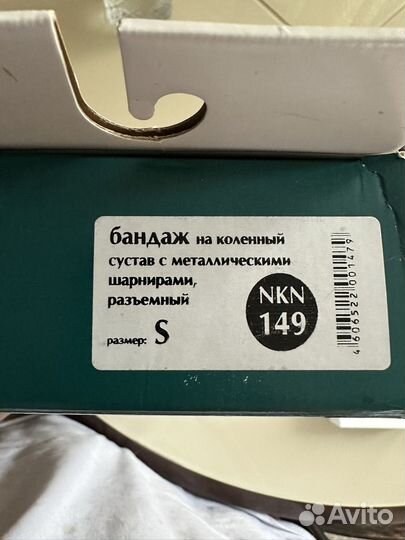 бандаж на коленный
сустав с металлическими
шарнирами,
разъемный
размер: S
NKN
149
4606522001479
Avito